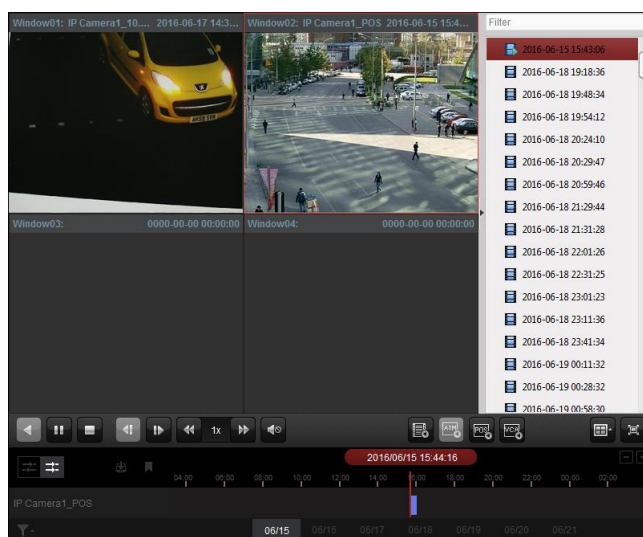 Window01: IP Camera1_10.... 2016-06-17 14:3...
Window02: IP Camera1_POS 2016-06-15 15:4...
Filter
2016-06-15 15:43:06
2016-06-18 19:18:36
2016-06-18 19:48:34
2016-06-18 19:54:12
2016-06-18 20:24:10
2016-06-18 20:29:47
2016-06-18 20:59:46
2016-06-18 21:29:44
2016-06-18 21:31:28
2016-06-18 22:01:26
2016-06-18 22:31:25
2016-06-18 23:01:23
2016-06-18 23:11:36
2016-06-18 23:41:34
2016-06-19 00:11:32
2016-06-19 00:28:32
2016-06-19 00:58:30
Window03: 0000-00-00 00:00:00
Window04: 0000-00-00 00:00:00
1x
ATM
POS
VCA
2016/06/15 15:44:16
04:00 06:00 08:00 10:00 12:00 14:00 16:00 18:00 20:00 22:00 00:00 02:00
IP Camera1_POS
06/15 06/16 06/17 06/18 06/19 06/20 06/21